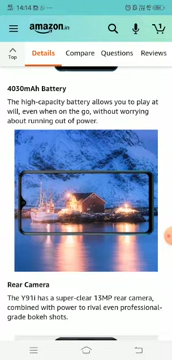 14:14
amazon.in
1
Top
Details
Compare
Questions
Reviews
4030mAh Battery
The high-capacity battery allows you to play at
will, even when on the go, without worrying
about running out of power.
Rear Camera
The Y91i has a super-clear 13MP rear camera,
combined with power to rival even professional-
grade bokeh shots.